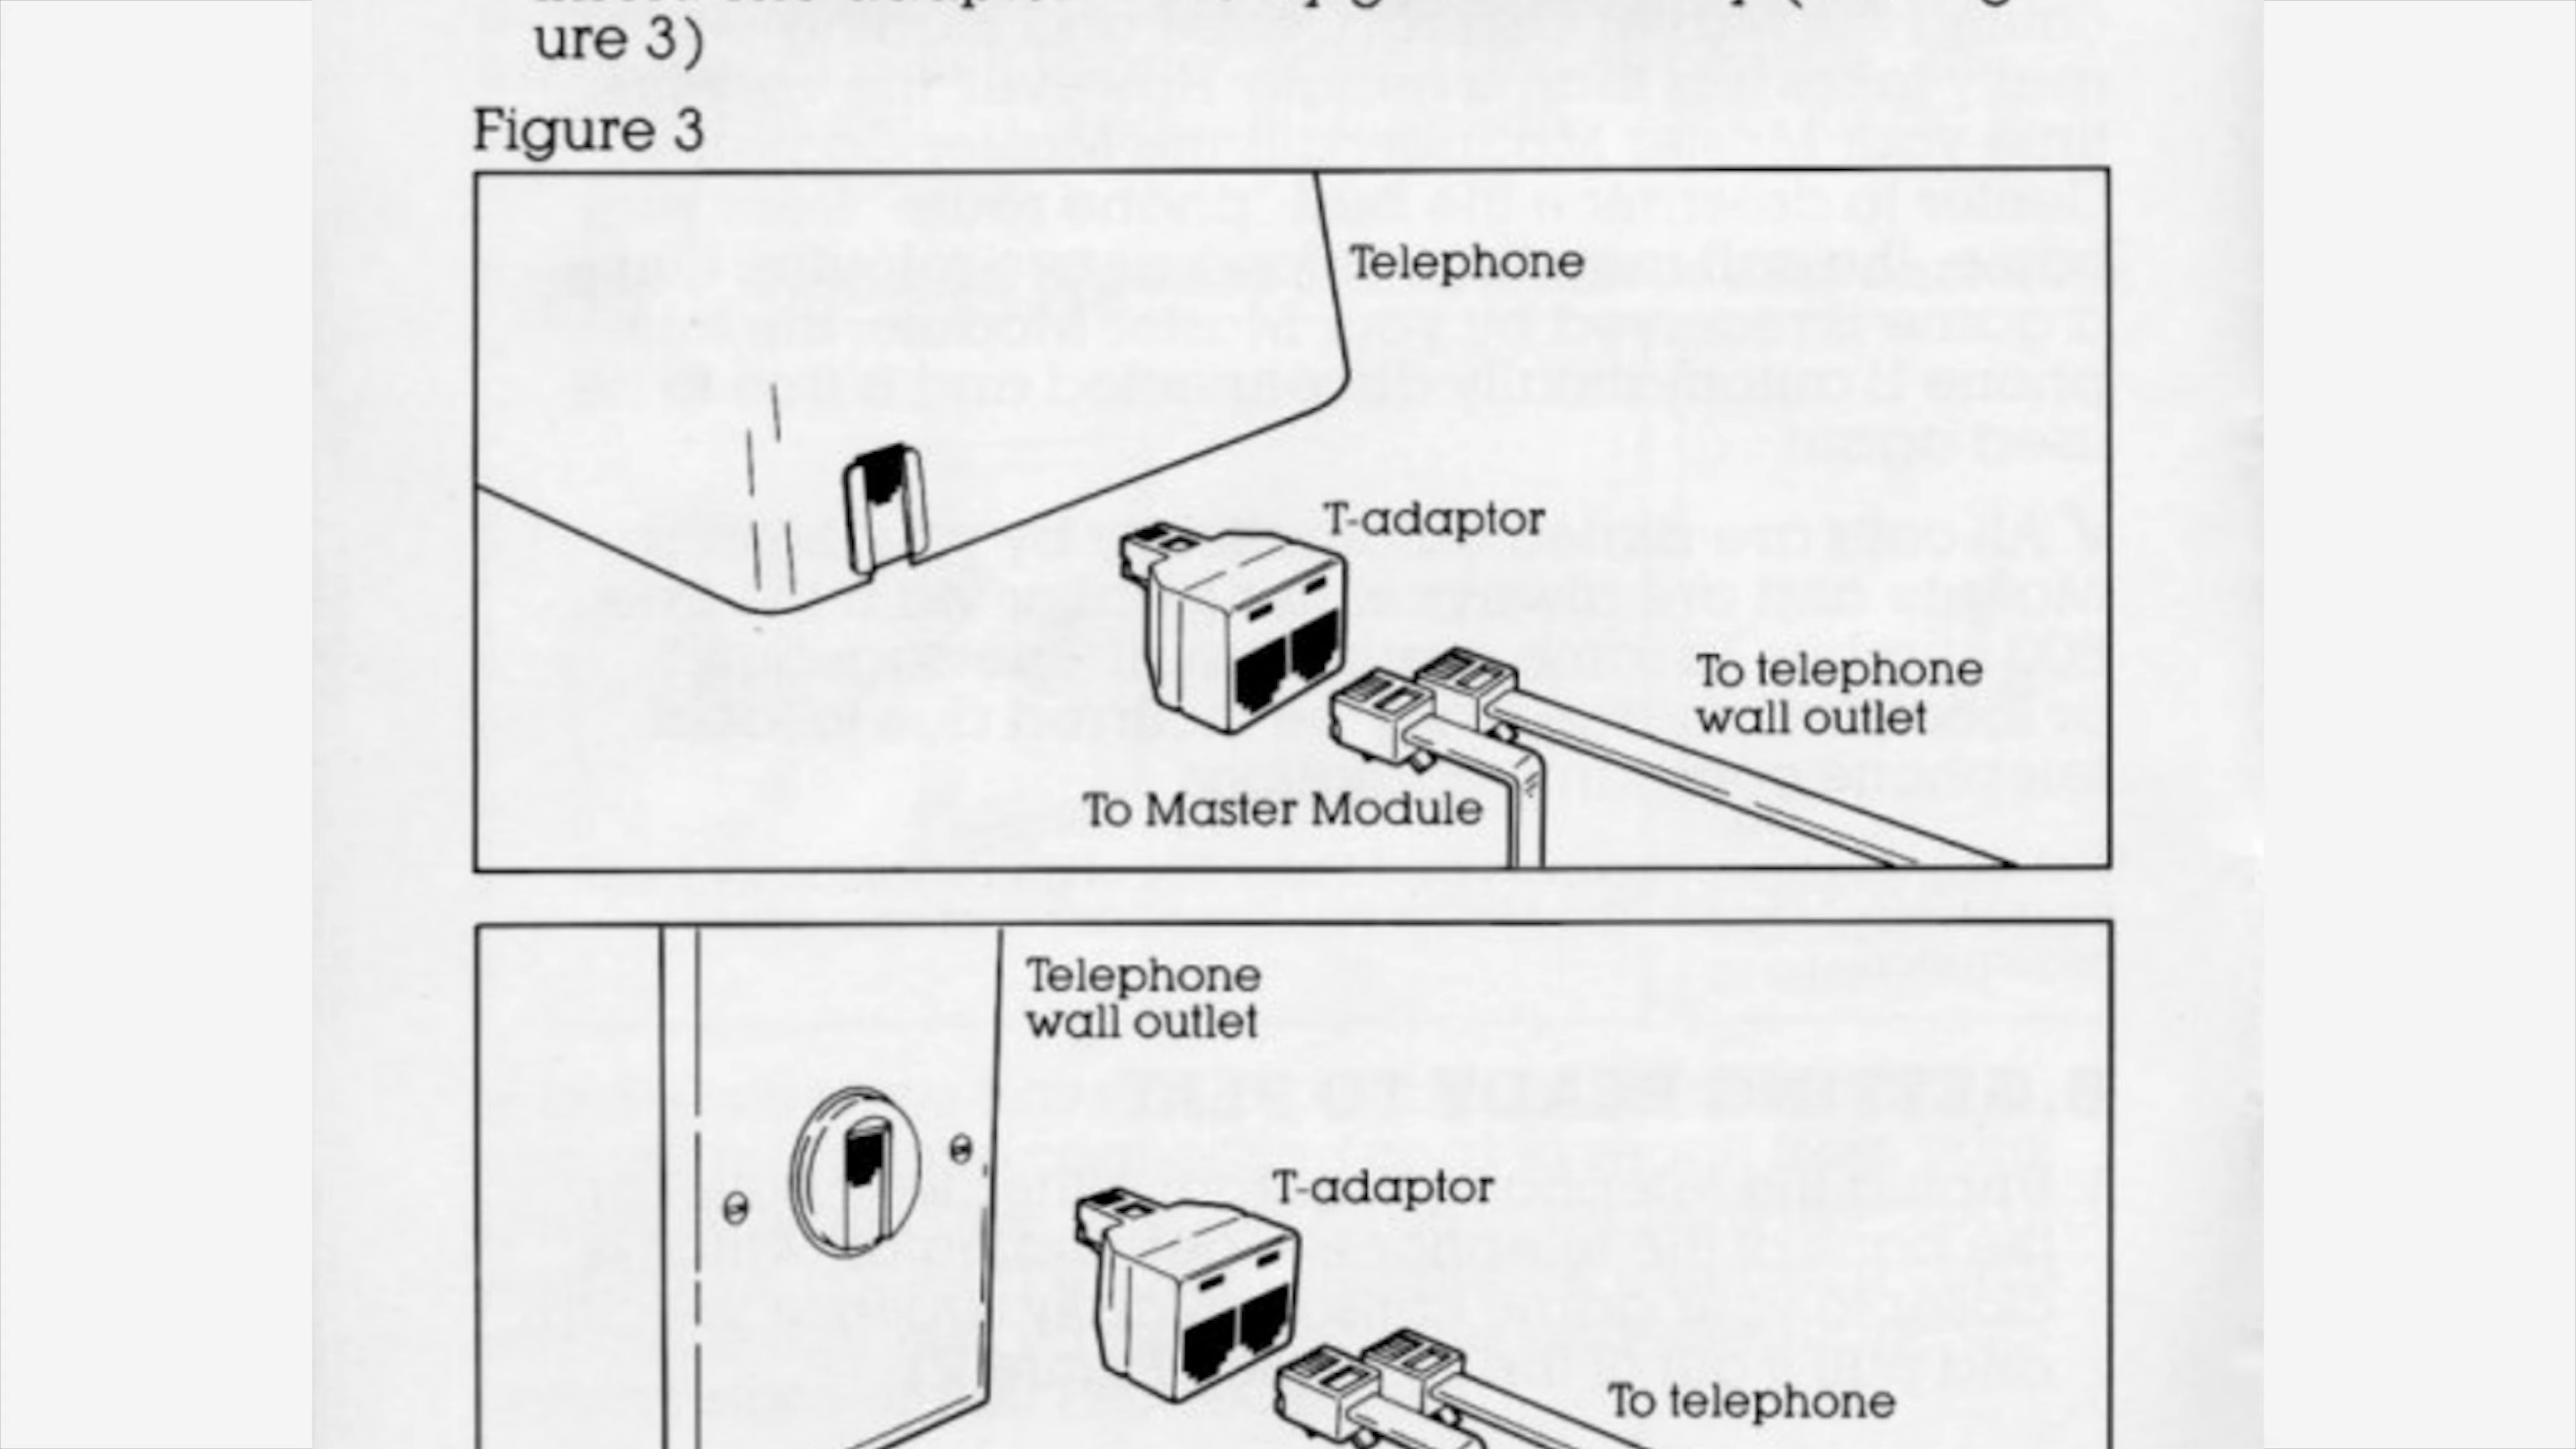 ure 3)
Figure 3
Telephone
T-adaptor
To telephone
wall outlet
To Master Module
Telephone
wall outlet
T-adaptor
To telephone